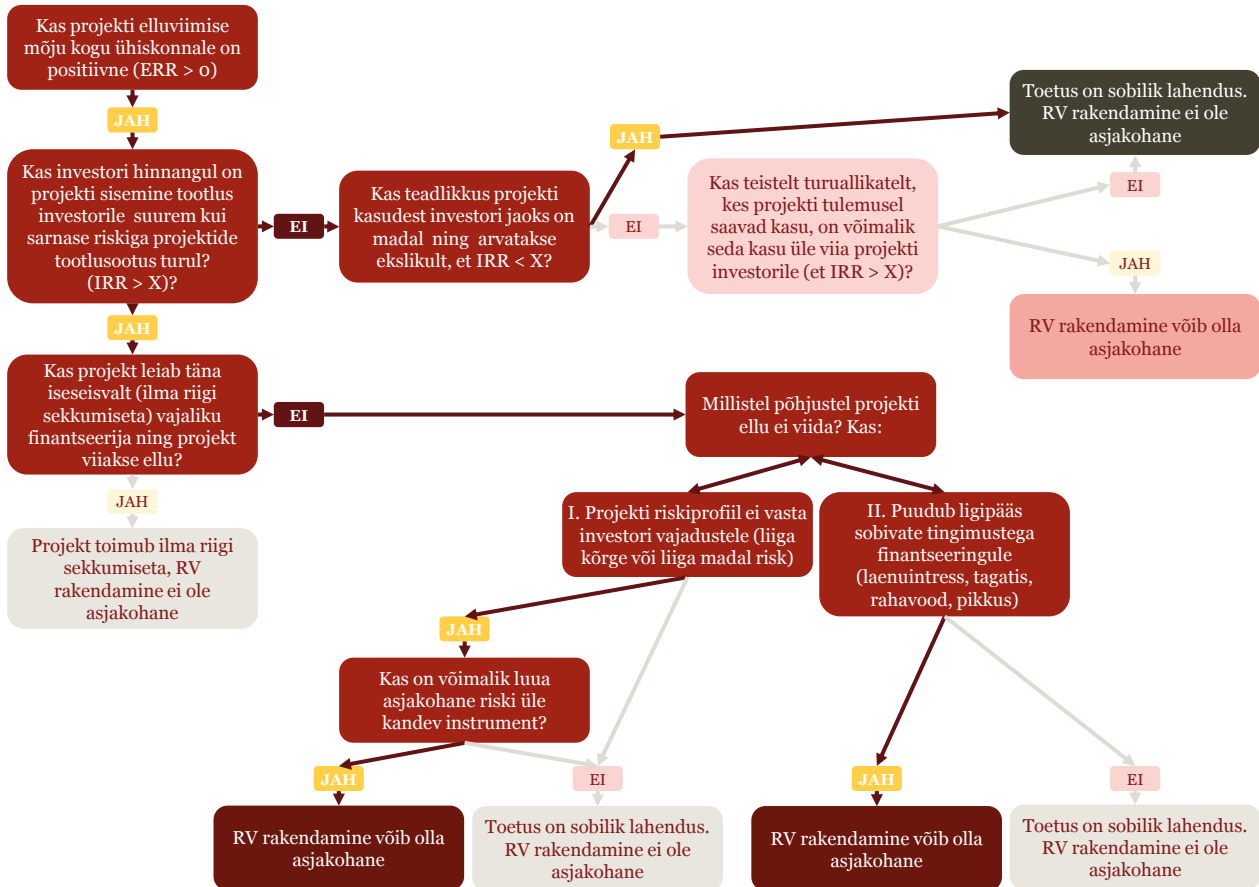 Kas projekti elluviimise
mõju kogu ühiskonnale on
positiivne (ERR > 0)
JAH
Kas investori hinnangul on
projekti sisemine tootlus
investorile suurem kui
sarnase riskiga projektide
tootlusootus turul?
(IRR > X)?
EI
Kas teadlikkus projekti
kasudest investori jaoks on
madal ning arvatakse
ekslikult, et IRR < X?
JAH
EI
Kas teistelt turuallikatelt,
kes projekti tulemusel
saavad kasu, on võimalik
seda kasu üle viia projekti
investorile (et IRR > X)?
Toetus on sobilik lahendus.
RV rakendamine ei ole
asjakohane
EI
JAH
RV rakendamine võib olla
asjakohane
JAH
Kas projekt leiab täna
iseseisvalt (ilma riigi
sekkumiseta) vajaliku
finantseerija ning projekt
viiakse ellu?
EI
Millistel põhjustel projekti
ellu ei viida? Kas:
JAH
Projekt toimub ilma riigi
sekkumiseta, RV
rakendamine ei ole
asjakohane
I. Projekti riskiprofiil ei vasta
investori vajadustele (liiga
kõrge või liiga madal risk)
II. Puudub ligipääs
sobivate tingimustega
finantseeringule
(laenuintress, tagatis,
rahavood, pikkus)
JAH
Kas on võimalik luua
asjakohane riski üle
kandev instrument?
JAH
EI
JAH
EI
RV rakendamine võib olla
asjakohane
Toetus on sobilik lahendus.
RV rakendamine ei ole
asjakohane
RV rakendamine võib olla
asjakohane
Toetus on sobilik lahendus.
RV rakendamine ei ole
asjakohane